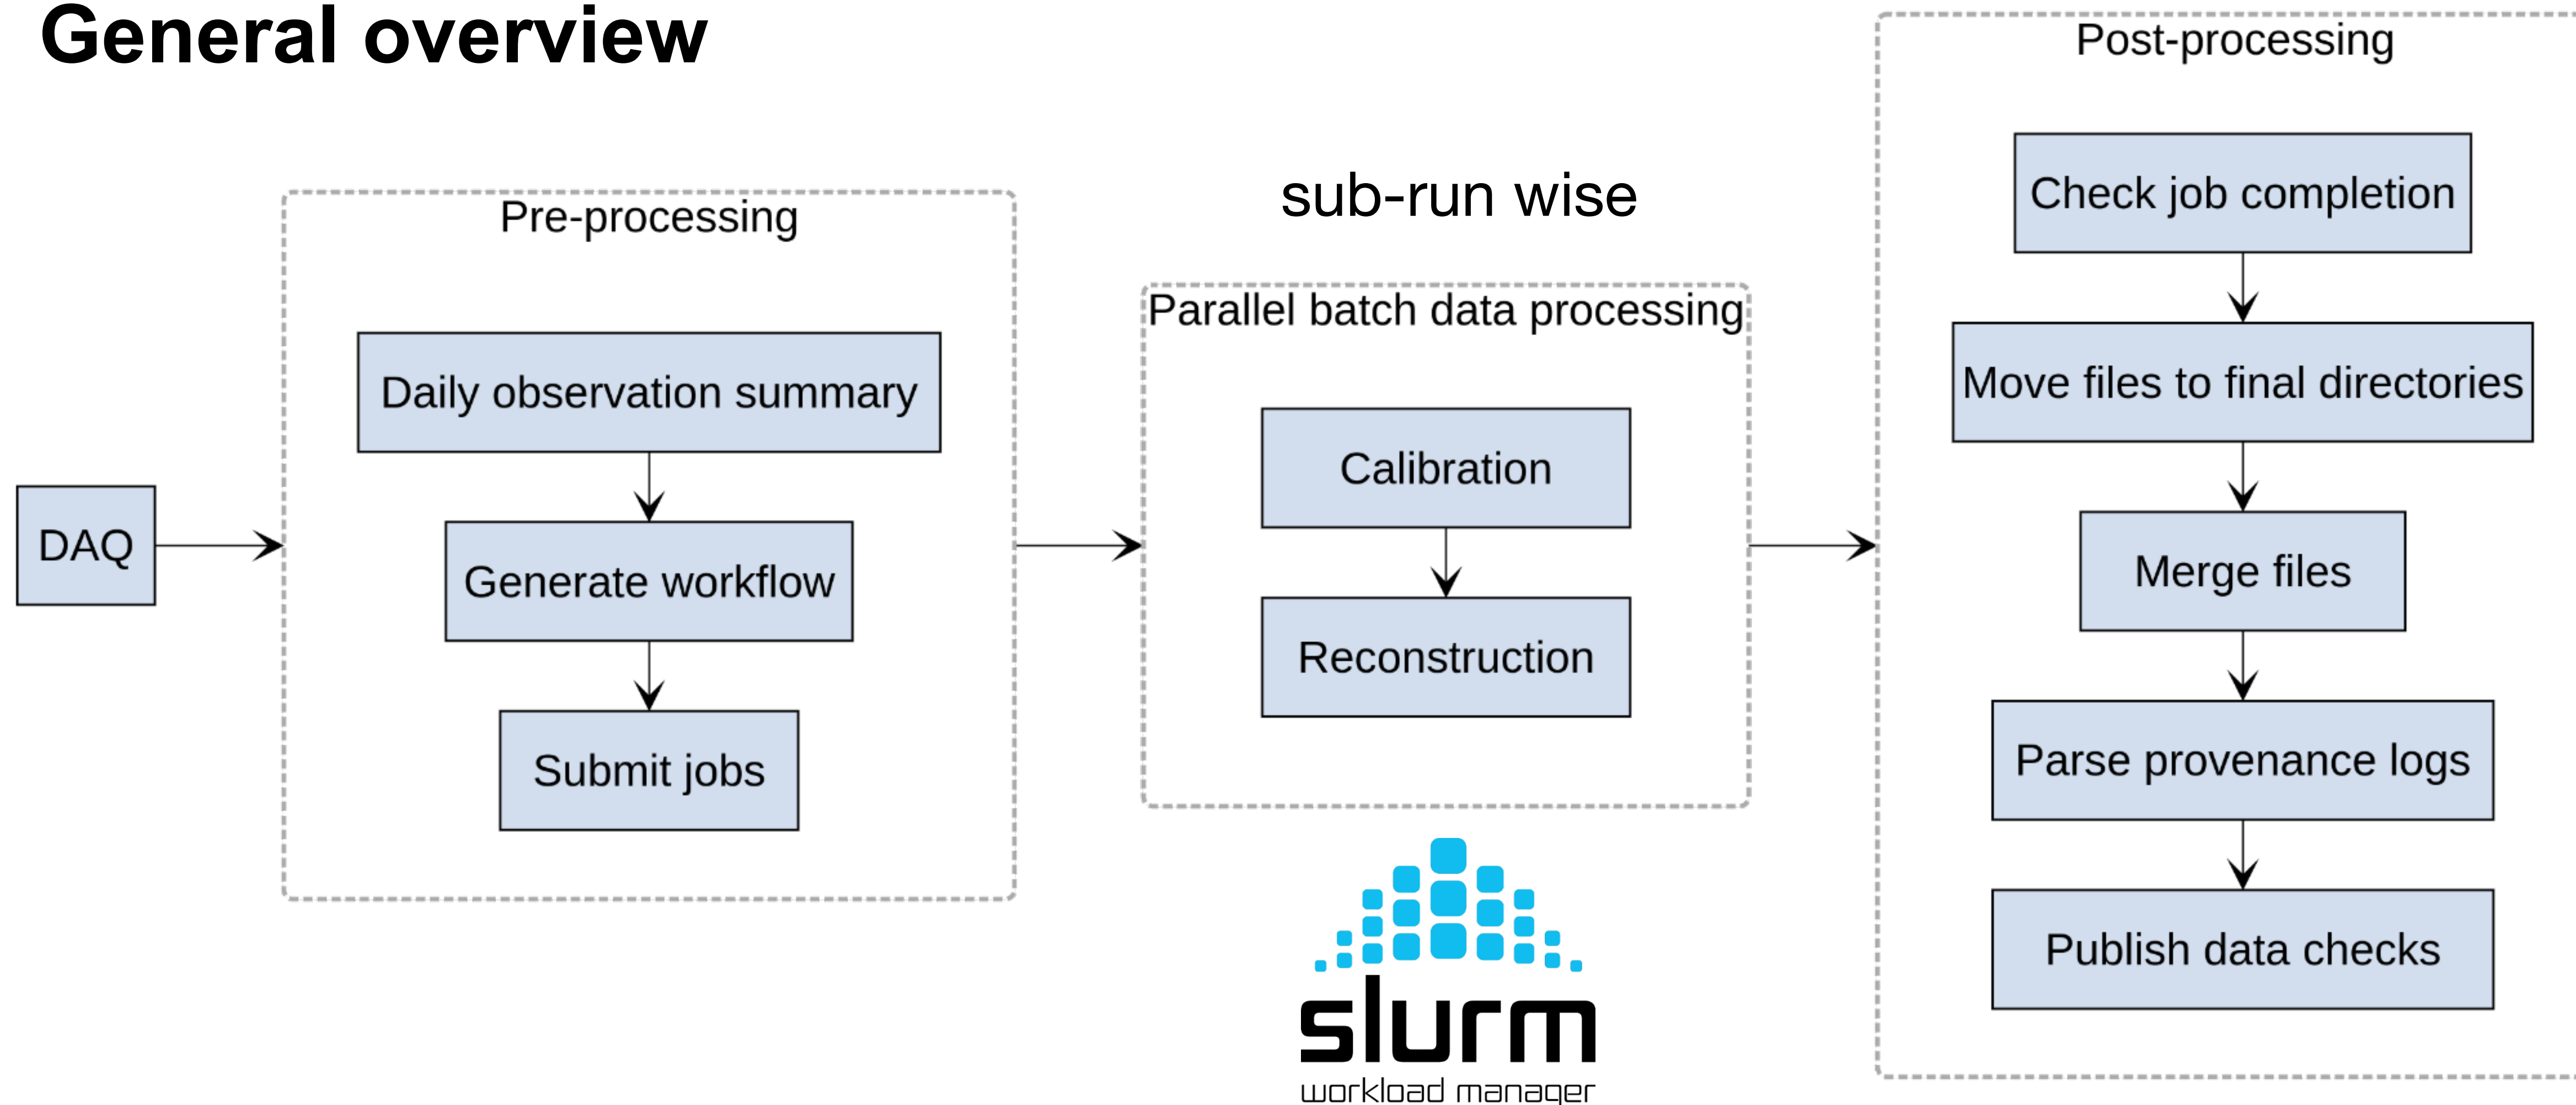 General overview
DAQ
Pre-processing
Daily observation summary
Generate workflow
Submit jobs
sub-run wise
Parallel batch data processing
Calibration
Reconstruction
slurm
workload manager
Post-processing
Check job completion
Move files to final directories
Merge files
Parse provenance logs
Publish data checks